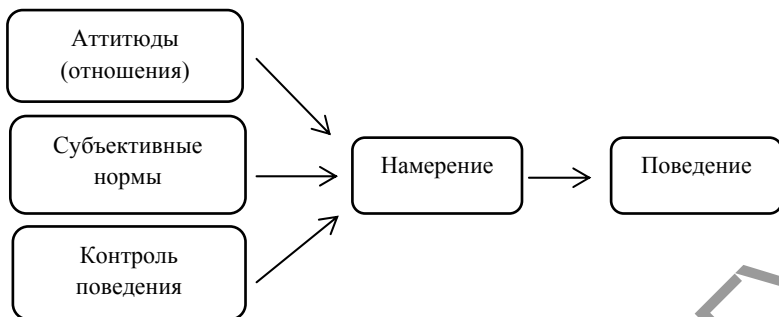 Аттитюды
(отношения)
Субъективные
нормы
Контроль
поведения
Намерение
Поведение